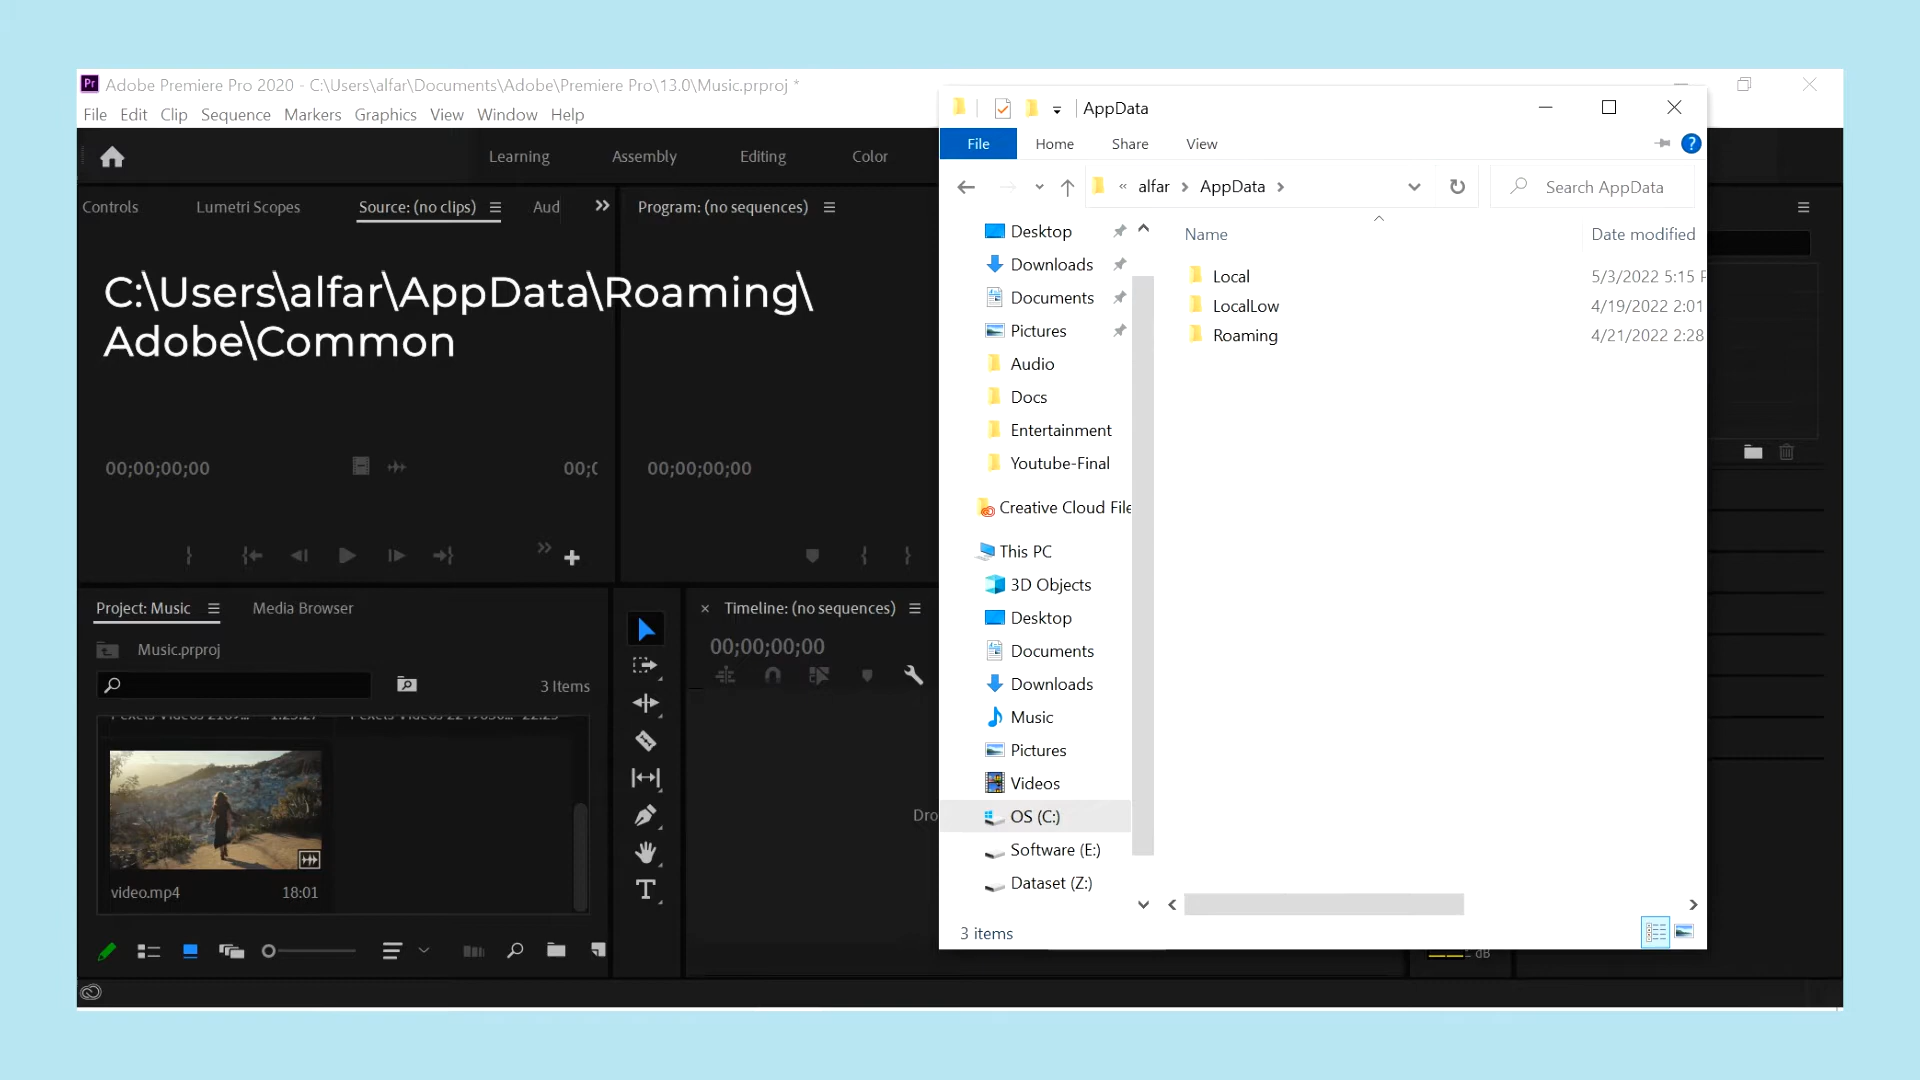 Adobe Premiere Pro 2020 - C:\Users\alfar\Documents\Adobe\Premiere Pro\13.0\Music.prproj *
File Edit Clip Sequence Markers Graphics View Window Help
Learning Assembly Editing Color
Controls Lumetri Scopes Source: (no clips) Aud Program: (no sequences)
C:\Users\alfar\AppData\Roaming\
Adobe\Common
00;00;00;00 00;00;00;00
Project: Music Media Browser
Music.prproj
3 Items
video.mp4 18:01
Timeline: (no sequences)
00;00;00;00
Dro
dB
AppData
File Home Share View
« alfar > AppData >
Search AppData
Desktop
Downloads
Documents
Pictures
Audio
Docs
Entertainment
Youtube-Final
Creative Cloud File
This PC
3D Objects
Desktop
Documents
Downloads
Music
Pictures
Videos
OS (C:)
Software (E:)
Dataset (Z:)
Name Date modified
Local 5/3/2022 5:15 P
LocalLow 4/19/2022 2:01
Roaming 4/21/2022 2:28
3 items